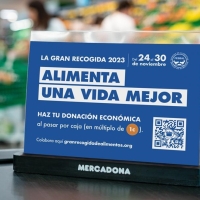 LA GRAN RECOGIDA 2023
Del 24 al 30
de noviembre
ALIMENTA
UNA VIDA MEJOR
HAZ TU DONACIÓN ECONÓMICA
al pasar por caja (en múltiplo de 1€).
Colabora aquí granrecogidadealimentos.org
MERCADONA